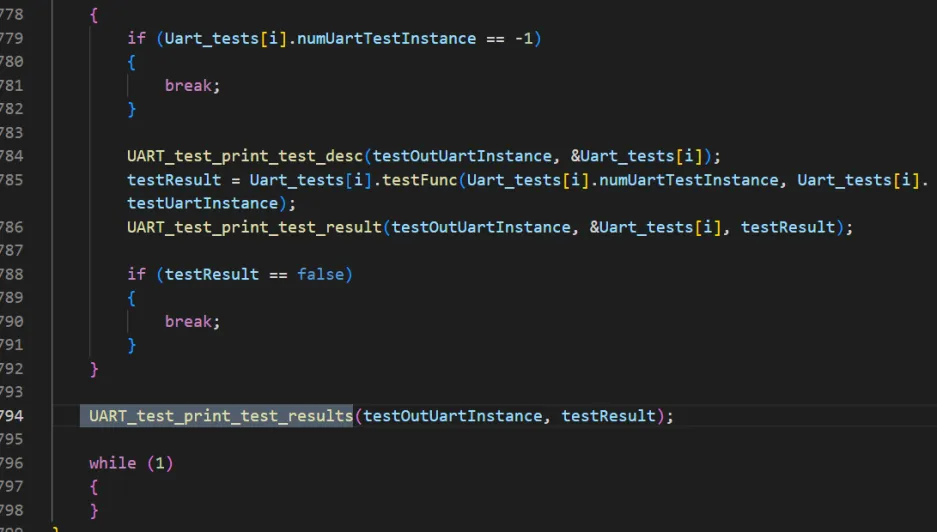 778 {
779 if (Uart_tests[i].numUartTestInstance == -1)
780 {
781 break;
782 }
783
784 UART_test_print_test_desc(testOutUartInstance, &Uart_tests[i]);
785 testResult = Uart_tests[i].testFunc(Uart_tests[i].numUartTestInstance, Uart_tests[i].
testUartInstance);
786 UART_test_print_test_result(testOutUartInstance, &Uart_tests[i], testResult);
787
788 if (testResult == false)
789 {
790 break;
791 }
792 }
793
794 UART_test_print_test_results(testOutUartInstance, testResult);
795
796 while (1)
797 {
798 }
799 }